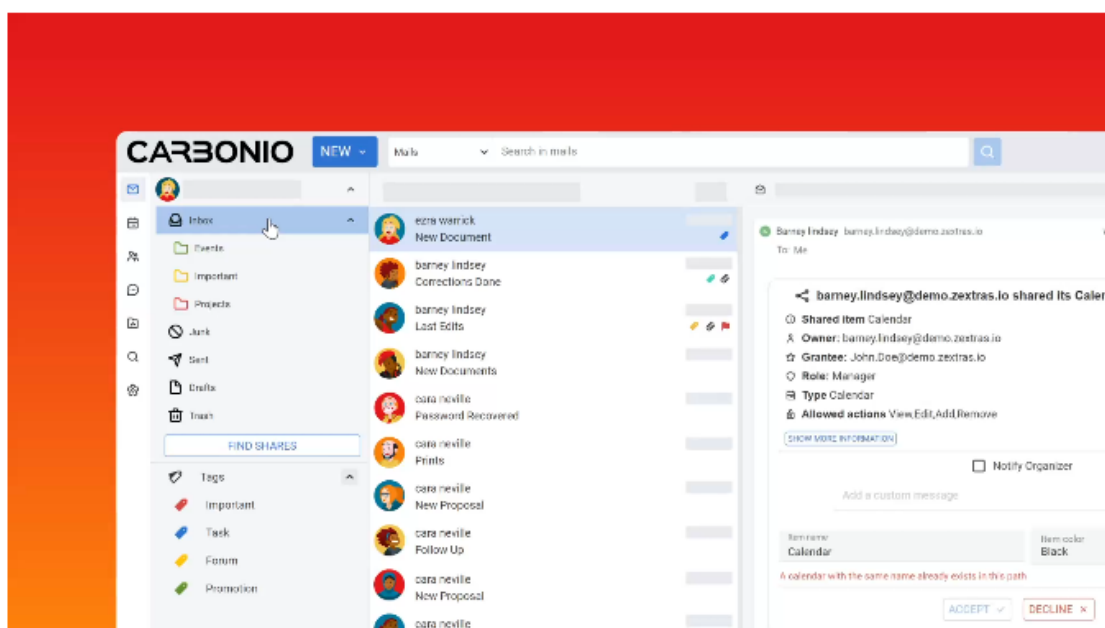 CARBONIO
NEW
Mails
Search in mails
Inbox
Events
Important
Projects
Junk
Sent
Drafts
Trash
FIND SHARES
Tags
Important
Task
Forum
Promotion
ezra warrick
New Document
barney lindsey
Corrections Done
barney lindsey
Last Edits
barney lindsey
New Documents
cara neville
Password Recovered
cara neville
Prints
cara neville
New Proposal
cara neville
Follow Up
cara neville
New Proposal
cara neville
Barney lindsey barney.lindsey@demo.zextras.io
To: Me
barney.lindsey@demo.zextras.io shared its Caler
Shared item Calendar
Owner: barney.lindsey@demo.zextras.io
Grantee: John.Doe@demo.zextras.io
Role: Manager
Type Calendar
Allowed actions View,Edit,Add,Remove
SHOW MORE INFORMATION
Notify Organizer
Add a custom message
Item name
Calendar
Item color
Black
A calendar with the same name already exists in this path
ACCEPT
DECLINE